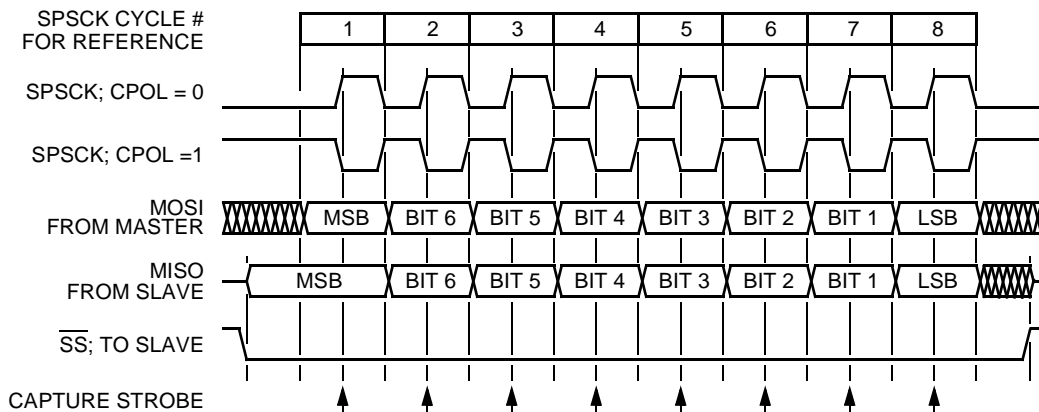 SPSCK CYCLE #
FOR REFERENCE
1 2 3 4 5 6 7 8
SPSCK; CPOL = 0
SPSCK; CPOL =1
MOSI
FROM MASTER
MSB BIT 6 BIT 5 BIT 4 BIT 3 BIT 2 BIT 1 LSB
MISO
FROM SLAVE
MSB BIT 6 BIT 5 BIT 4 BIT 3 BIT 2 BIT 1 LSB
SS; TO SLAVE
CAPTURE STROBE